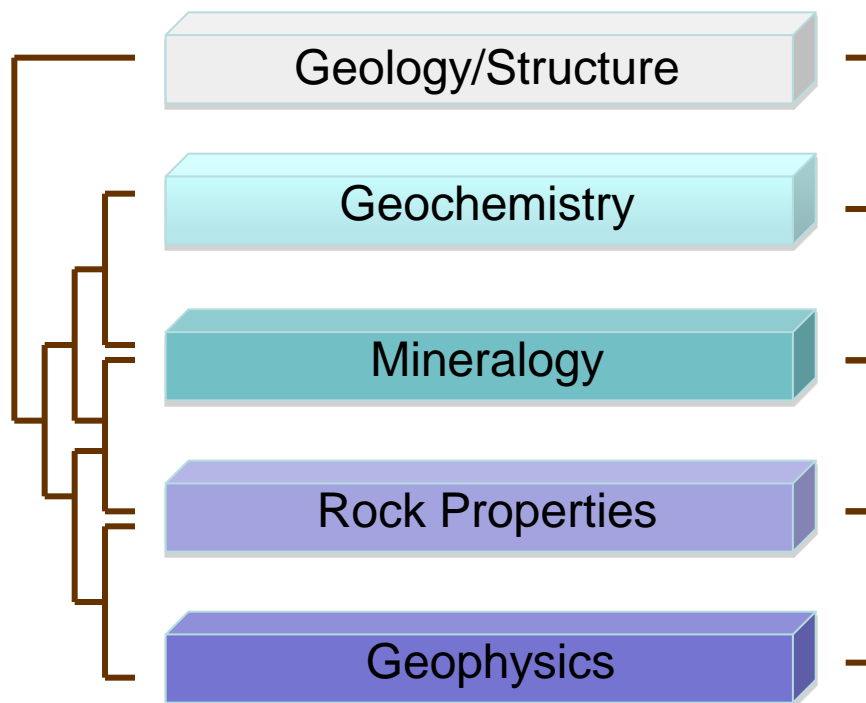 Geology/Structure
Geochemistry
Mineralogy
Rock Properties
Geophysics